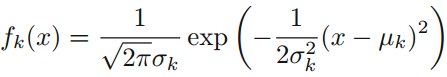 f_k(x) = \frac{1}{\sqrt{2\pi}\sigma_k} \exp\left(-\frac{1}{2\sigma_k^2}(x - \mu_k)^2\right)